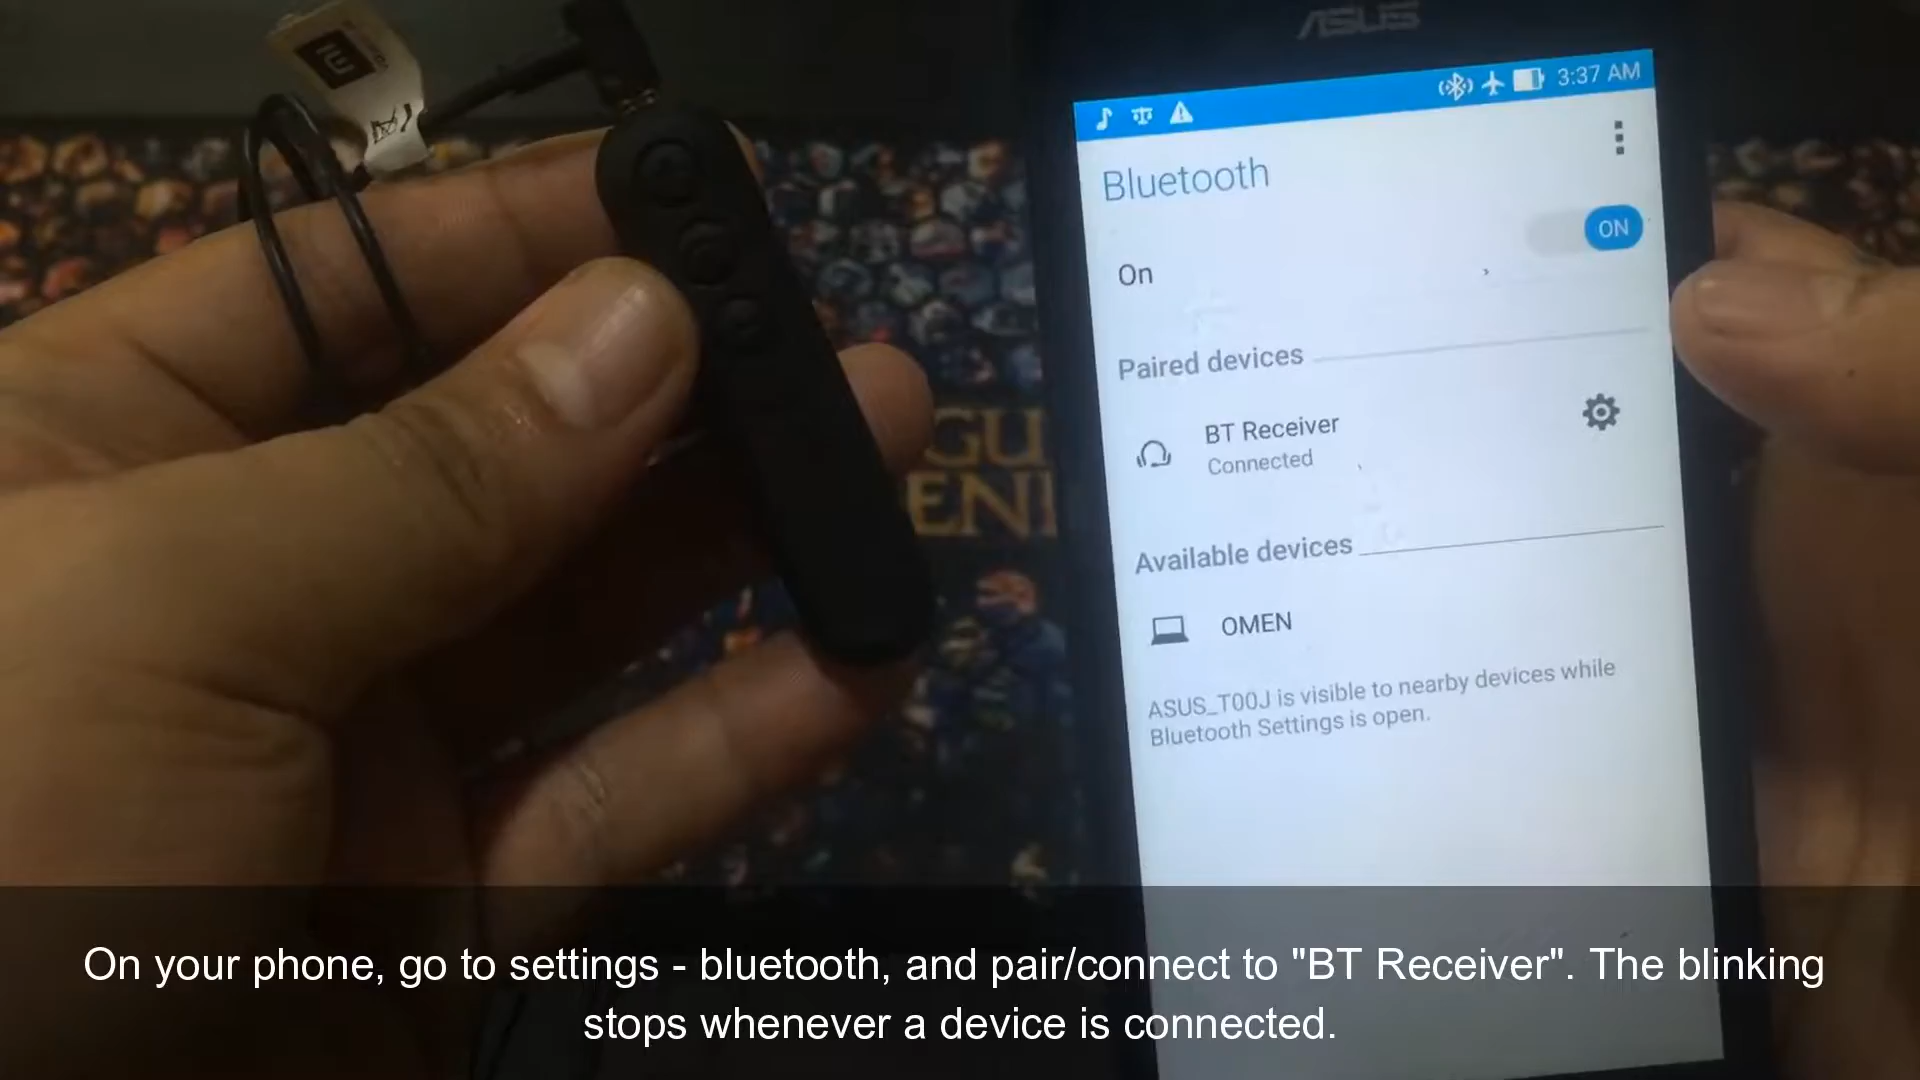 ASUS
3:37 AM
Bluetooth
ON
On
Paired devices
BT Receiver
Connected
Available devices
OMEN
ASUS_T00J is visible to nearby devices while
Bluetooth Settings is open.
GU
ENI
On your phone, go to settings - bluetooth, and pair/connect to "BT Receiver". The blinking
stops whenever a device is connected.